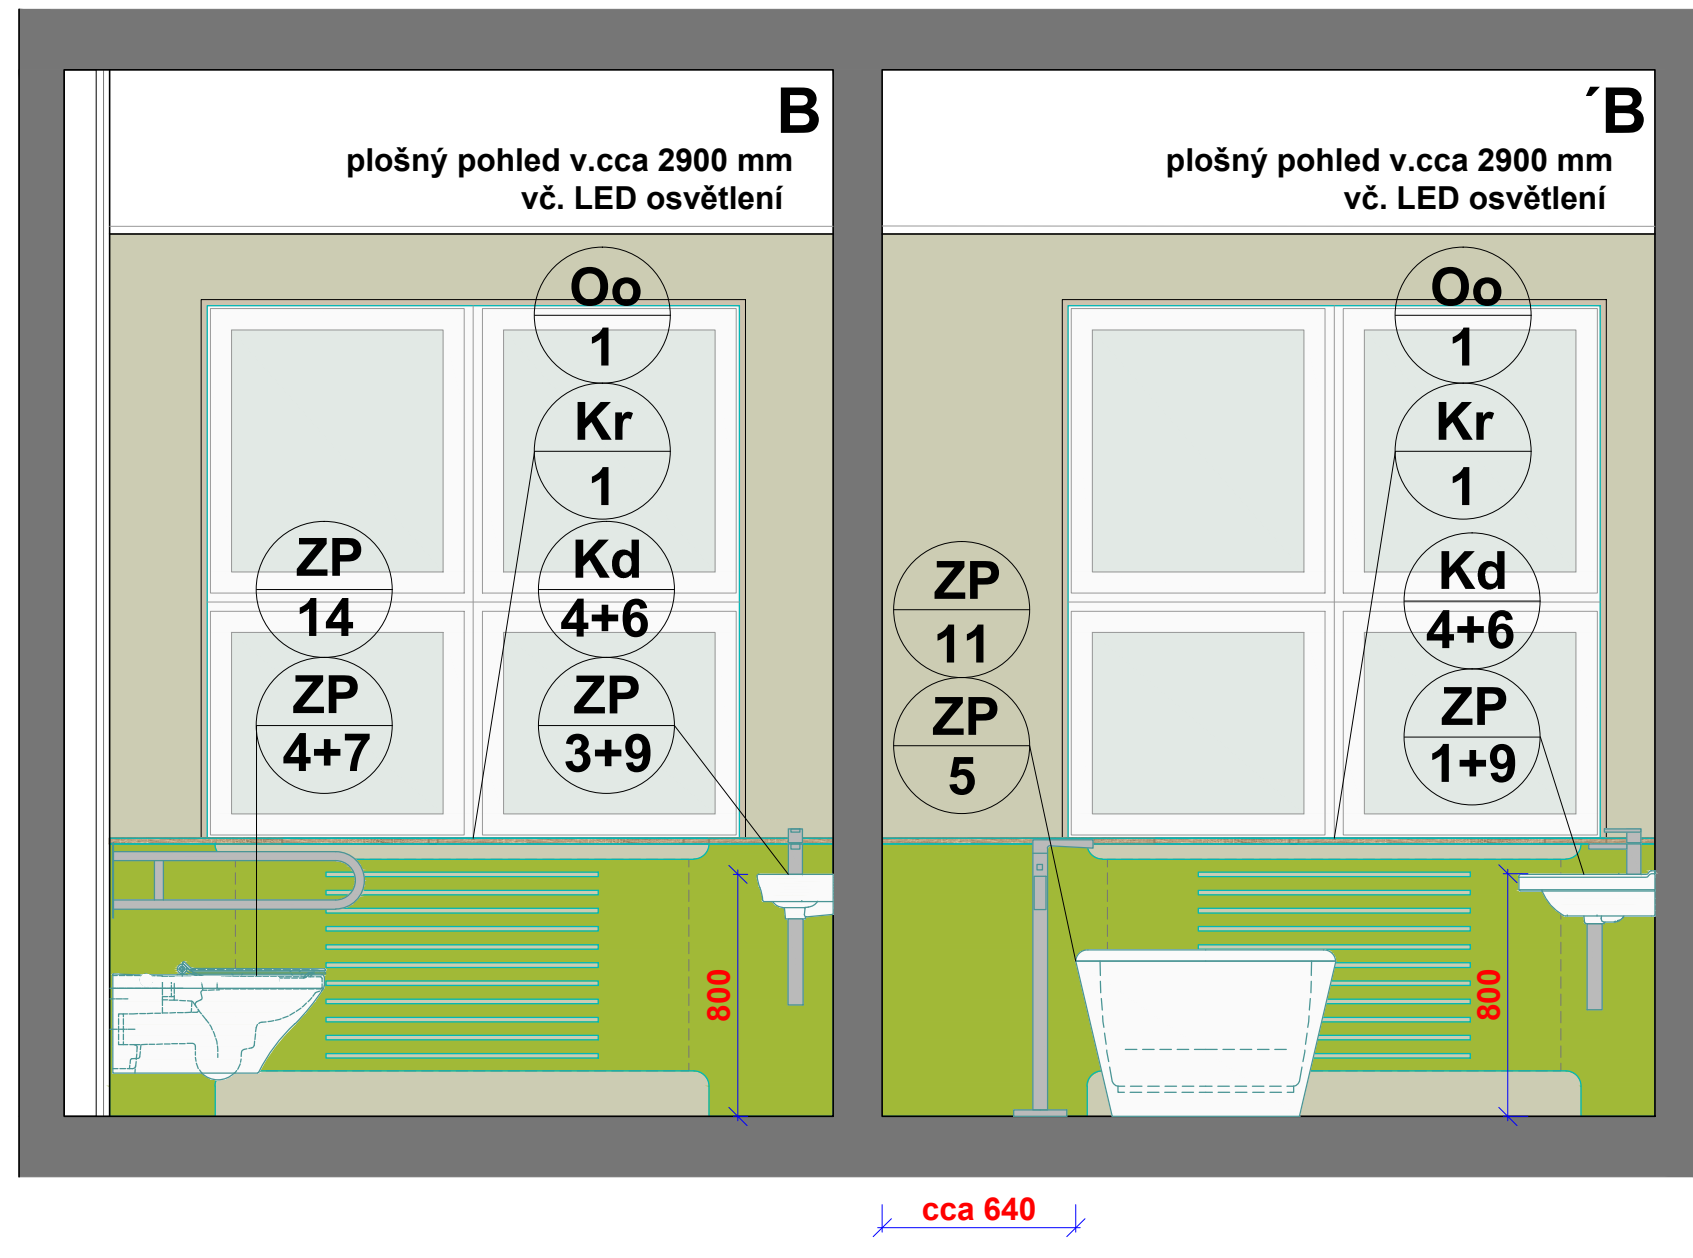 B
plošný pohled v.cca 2900 mm
vč. LED osvětlení
Oo
1
Kr
1
ZP
14
Kd
4+6
ZP
4+7
ZP
3+9
800
´B
plošný pohled v.cca 2900 mm
vč. LED osvětlení
Oo
1
Kr
1
ZP
11
Kd
4+6
ZP
5
ZP
1+9
800
cca 640